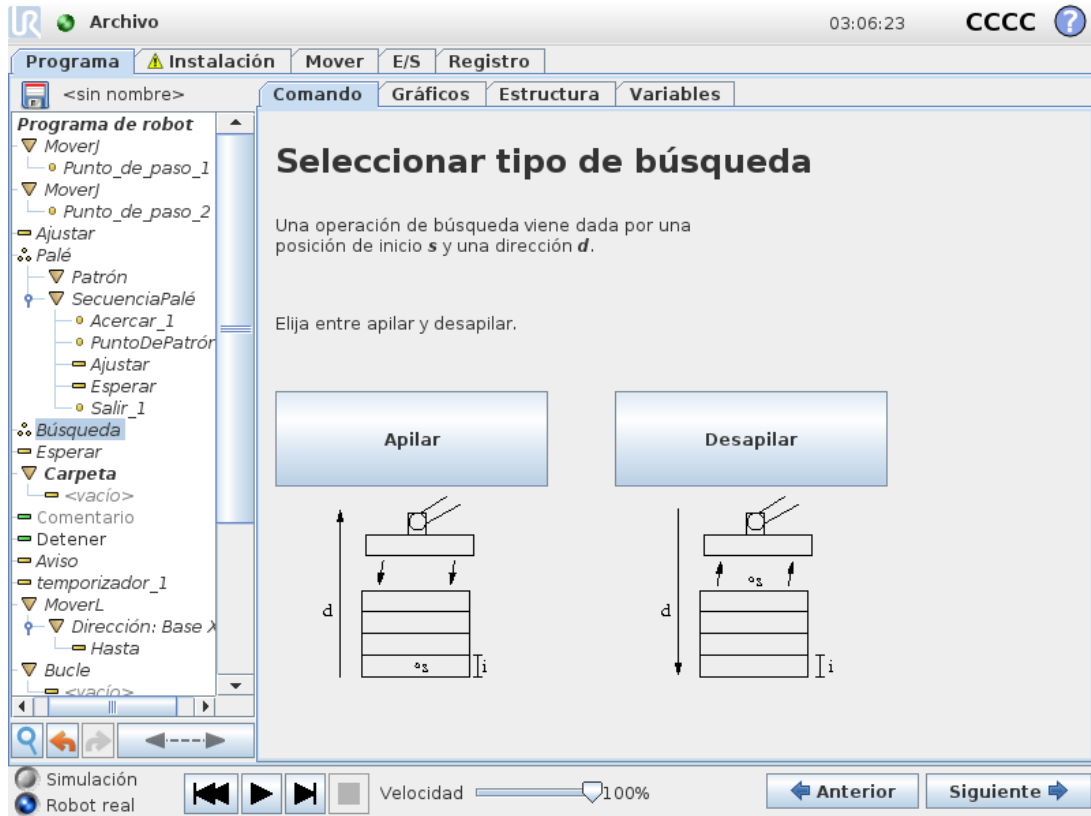 UR Archivo 03:06:23 CCCC ?
Programa Instalación Mover E/S Registro
<sin nombre> Comando Gráficos Estructura Variables
Programa de robot
MoverJ
Punto_de_paso_1
MoverJ
Punto_de_paso_2
Ajustar
Palé
Patrón
SecuenciaPalé
Acercar_1
PuntoDePatrór
Ajustar
Esperar
Salir_1
Búsqueda
Esperar
Carpeta
<vacío>
Comentario
Detener
Aviso
temporizador_1
MoverL
Dirección: Base X
Hasta
Bucle
<vacío>
Seleccionar tipo de búsqueda
Una operación de búsqueda viene dada por una
posición de inicio s y una dirección d.
Elija entre apilar y desapilar.
Apilar Desapilar
d s i
d s i
Simulación
Robot real
Velocidad 100% Anterior Siguiente